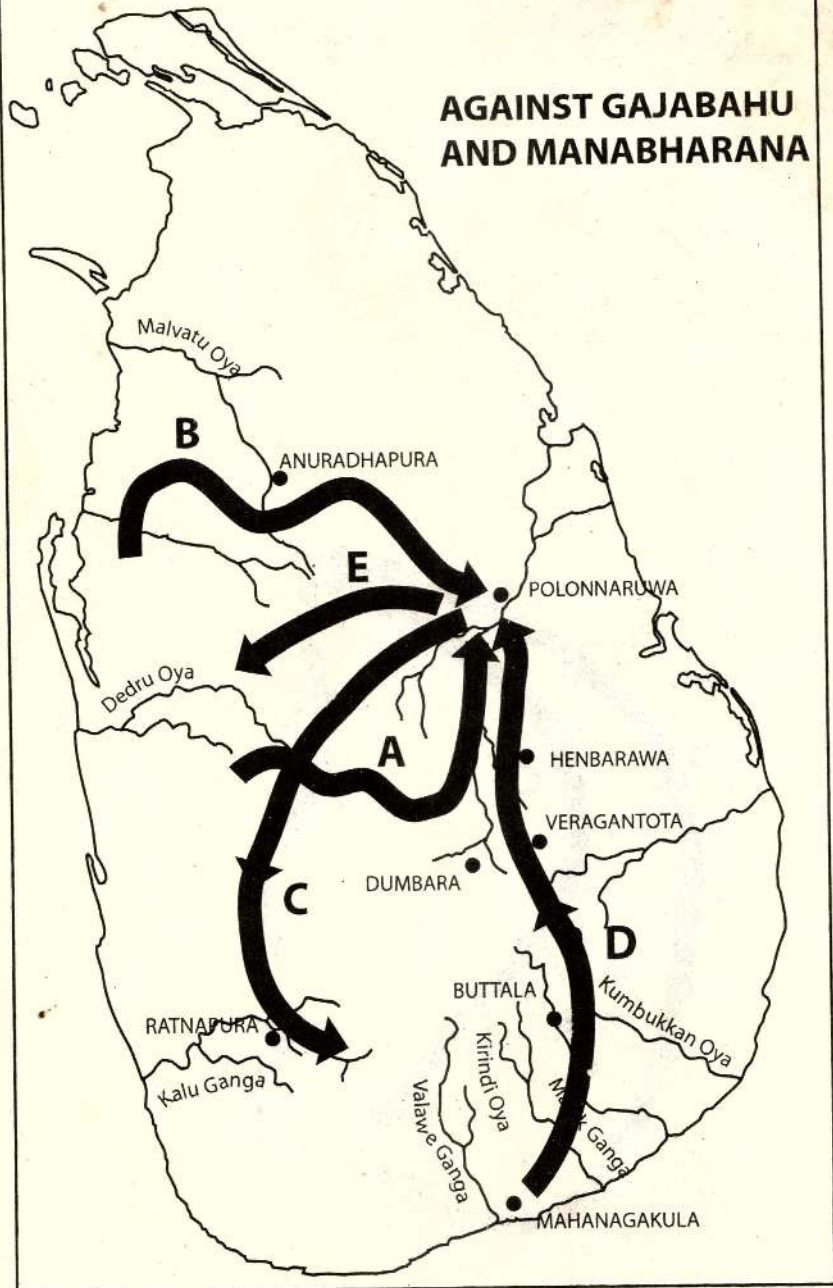 AGAINST GAJABAHU
AND MANABHARANA
Malvatu Oya
B
ANURADHAPURA
E
POLONNARUWA
Dedru Oya
A
HENBARAWA
VERAGANTOTA
DUMBARA
C
D
BUTTALA
Kumbukkan Oya
RATNAPURA
Kirindi Oya
Kalu Ganga
Valawe Ganga
Ganga
MAHANAGAKULA